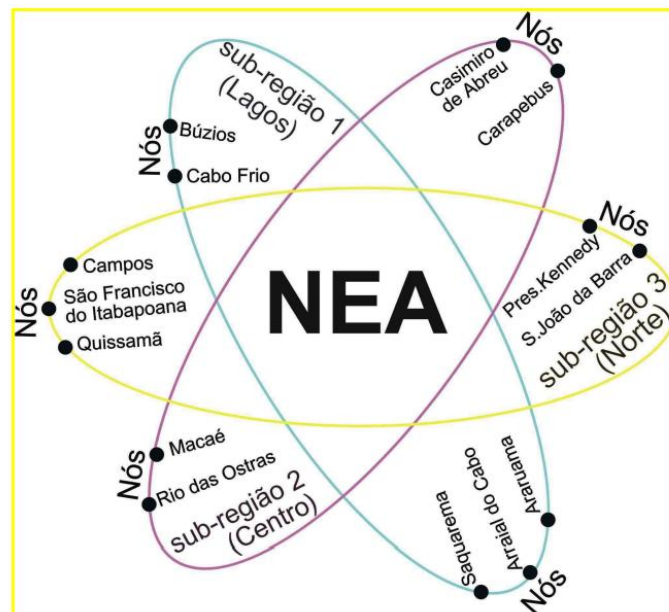 sub-região 1
(Lagos)
Nós
Búzios
Cabo Frio
Nós
Casimiro
de Abreu
Carapebus
Nós
Campos
São Francisco
do Itabapoana
Quissamã
NEA
Nós
Pres.Kennedy
S.João da Barra
sub-região 3
(Norte)
Nós
Macaé
Rio das Ostras
sub-região 2
(Centro)
Saquarema
Arraial do Cabo
Araruama
Nós